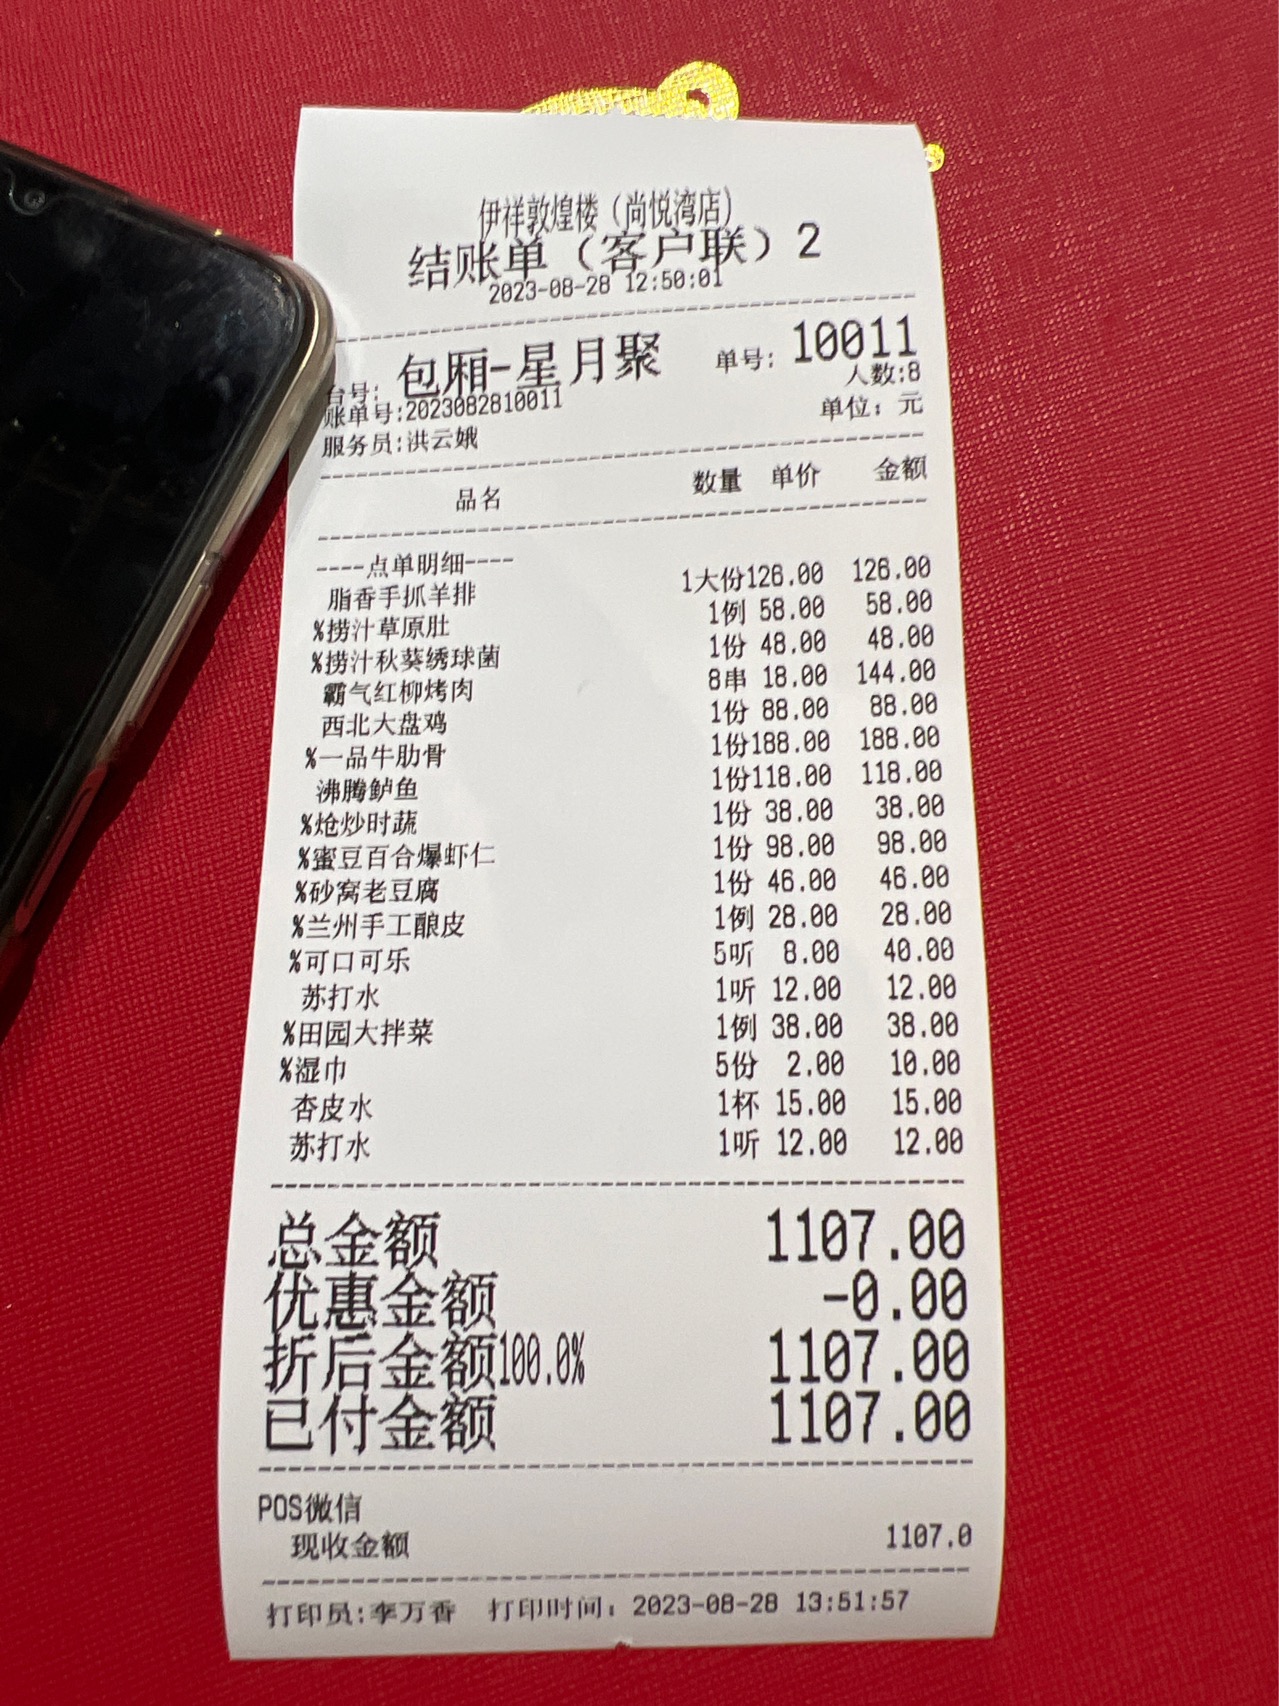 伊祥敦煌楼（尚悦湾店）
结账单（客户联）2
2023-08-28 12:50:01
台号: 包厢-星月聚 单号: 10011
人数:8
账单号:2023082810011 单位: 元
服务员:洪云娥
品名 数量 单价 金额
----点单明细----
脂香手抓羊排 1大份126.00 126.00
%捞汁草原肚 1例 58.00 58.00
%捞汁秋葵绣球菌 1份 48.00 48.00
霸气红柳烤肉 8串 18.00 144.00
西北大盘鸡 1份 88.00 88.00
%一品牛肋骨 1份188.00 188.00
沸腾鲈鱼 1份118.00 118.00
%炝炒时蔬 1份 38.00 38.00
%蜜豆百合爆虾仁 1份 98.00 98.00
%砂窝老豆腐 1份 46.00 46.00
%兰州手工酿皮 1例 28.00 28.00
%可口可乐 5听 8.00 40.00
苏打水 1听 12.00 12.00
%田园大拌菜 1例 38.00 38.00
%湿巾 5份 2.00 10.00
杏皮水 1杯 15.00 15.00
苏打水 1听 12.00 12.00
总金额 1107.00
优惠金额 -0.00
折后金额100.0% 1107.00
已付金额 1107.00
POS微信
现收金额 1107.0
打印员:李万香 打印时间: 2023-08-28 13:51:57